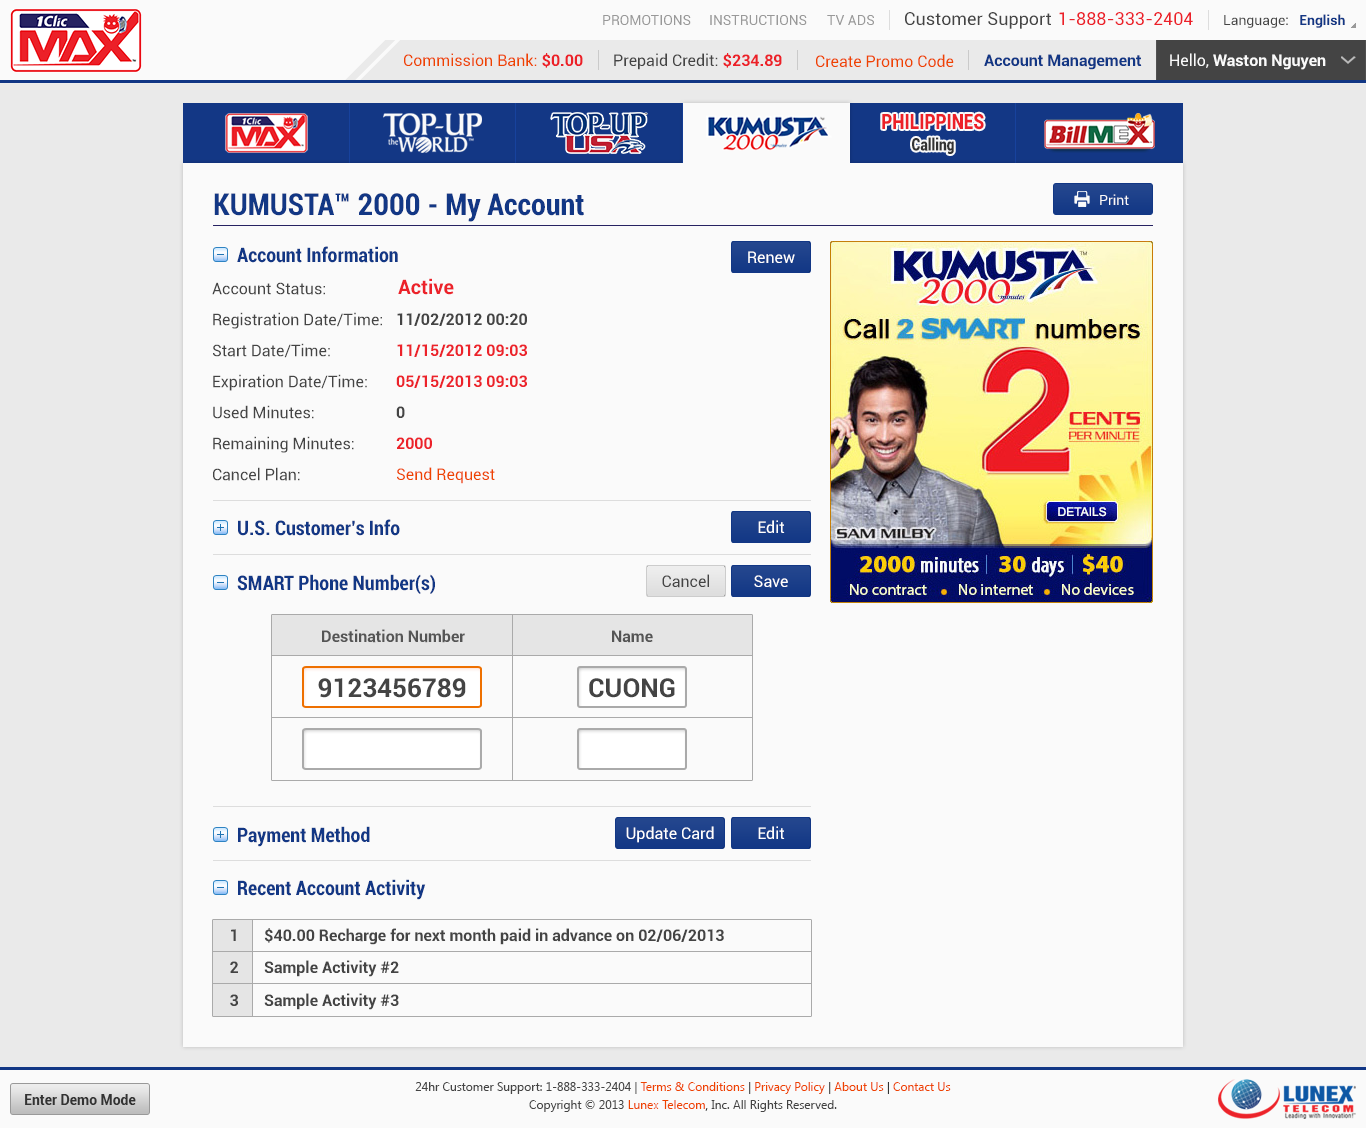 1Clic
MAX
PROMOTIONS INSTRUCTIONS TV ADS Customer Support 1-888-333-2404 Language: English
Commission Bank: $0.00 Prepaid Credit: $234.89 Create Promo Code Account Management Hello, Waston Nguyen
1Clic MAX TOP-UP the WORLD™ TOP-UP USA KUMUSTA 2000 PHILIPPINES Calling BillMEX
KUMUSTA™ 2000 - My Account Print
Account Information Renew
Account Status: Active
Registration Date/Time: 11/02/2012 00:20
Start Date/Time: 11/15/2012 09:03
Expiration Date/Time: 05/15/2013 09:03
Used Minutes: 0
Remaining Minutes: 2000
Cancel Plan: Send Request
U.S. Customer's Info Edit
SMART Phone Number(s) Cancel Save
Destination Number Name
9123456789 CUONG
Payment Method Update Card Edit
Recent Account Activity
1 $40.00 Recharge for next month paid in advance on 02/06/2013
2 Sample Activity #2
3 Sample Activity #3
KUMUSTA™
2000 minutes
Call 2 SMART numbers
2 CENTS
PER MINUTE
DETAILS
SAM MILBY
2000 minutes | 30 days | $40
No contract • No internet • No devices
Enter Demo Mode
24hr Customer Support: 1-888-333-2404 | Terms & Conditions | Privacy Policy | About Us | Contact Us
Copyright © 2013 Lunex Telecom, Inc. All Rights Reserved.
LUNEX
TELECOM
Leading with Innovation!